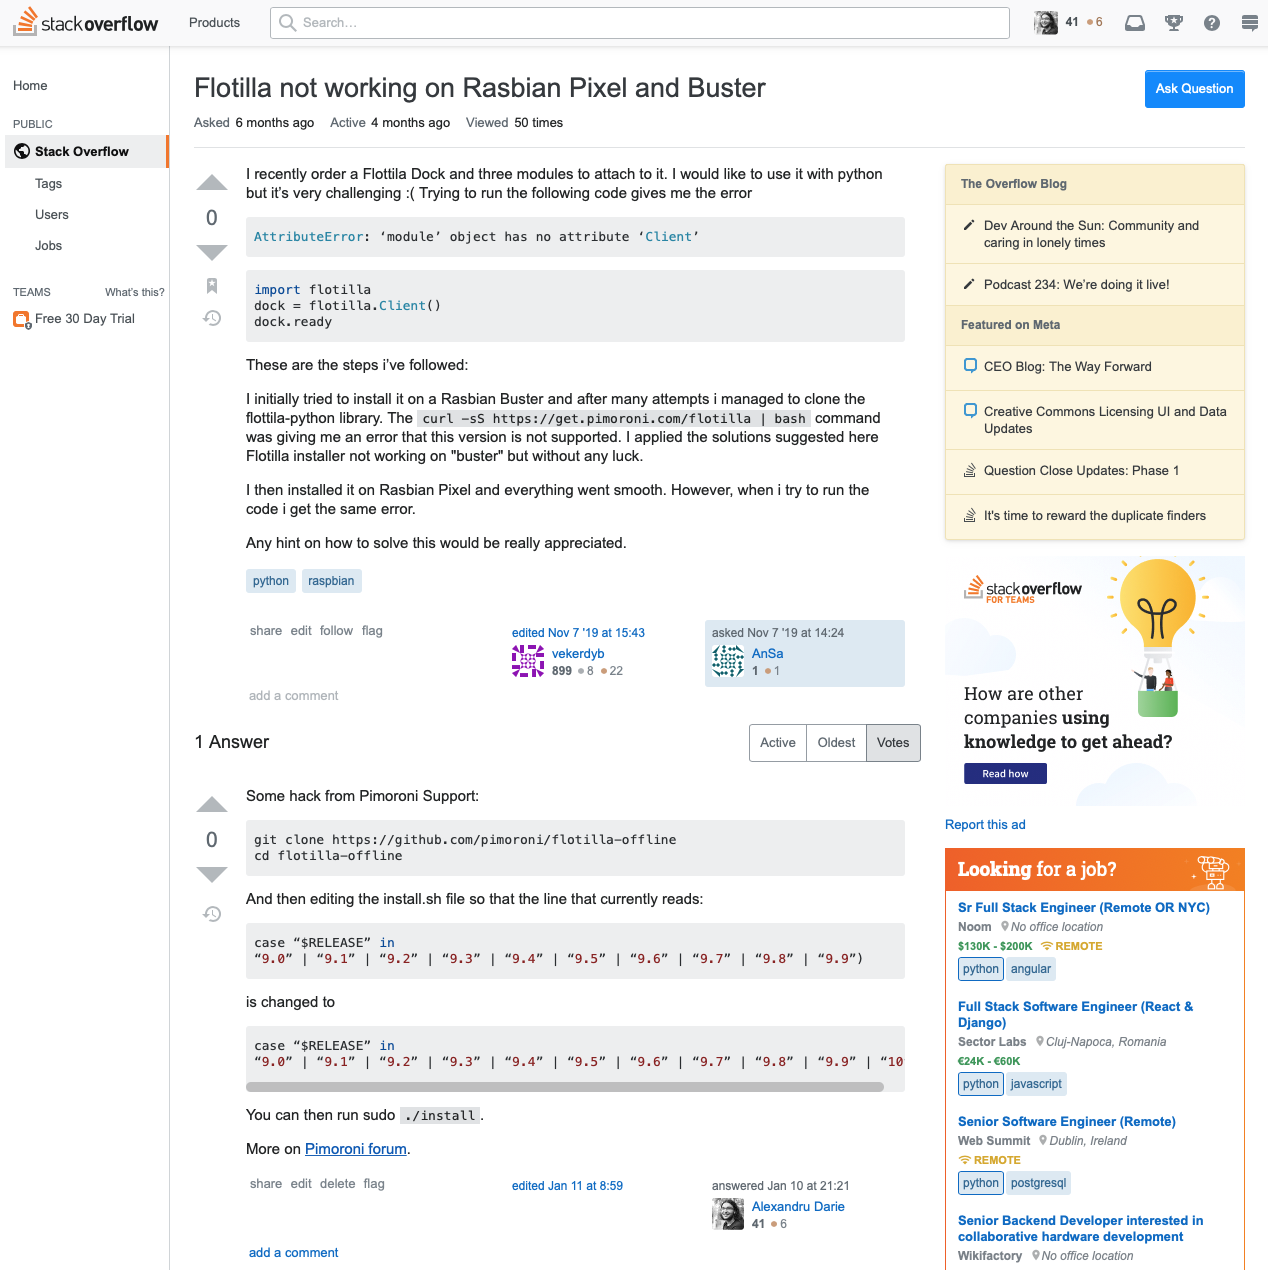 stackoverflow
Products
Search...
41 6
Home
PUBLIC
Stack Overflow
Tags
Users
Jobs
TEAMS What's this?
Free 30 Day Trial
Flotilla not working on Rasbian Pixel and Buster
Ask Question
Asked 6 months ago Active 4 months ago Viewed 50 times
0
I recently order a Flottila Dock and three modules to attach to it. I would like to use it with python
but it's very challenging :( Trying to run the following code gives me the error
AttributeError: ‘module’ object has no attribute ‘Client’
import flotilla
dock = flotilla.Client()
dock.ready
These are the steps i've followed:
I initially tried to install it on a Rasbian Buster and after many attempts i managed to clone the
flottila-python library. The curl -sS https://get.pimoroni.com/flotilla | bash command
was giving me an error that this version is not supported. I applied the solutions suggested here
Flotilla installer not working on "buster" but without any luck.
I then installed it on Rasbian Pixel and everything went smooth. However, when i try to run the
code i get the same error.
Any hint on how to solve this would be really appreciated.
python raspbian
share edit follow flag
edited Nov 7 '19 at 15:43
vekerdyb
899 8 22
asked Nov 7 '19 at 14:24
AnSa
1 1
add a comment
1 Answer
Active Oldest Votes
0
Some hack from Pimoroni Support:
git clone https://github.com/pimoroni/flotilla-offline
cd flotilla-offline
And then editing the install.sh file so that the line that currently reads:
case “$RELEASE” in
“9.0” | “9.1” | “9.2” | “9.3” | “9.4” | “9.5” | “9.6” | “9.7” | “9.8” | “9.9”)
is changed to
case “$RELEASE” in
“9.0” | “9.1” | “9.2” | “9.3” | “9.4” | “9.5” | “9.6” | “9.7” | “9.8” | “9.9” | “10
You can then run sudo ./install.
More on Pimoroni forum.
share edit delete flag
edited Jan 11 at 8:59
answered Jan 10 at 21:21
Alexandru Darie
41 6
add a comment
The Overflow Blog
Dev Around the Sun: Community and
caring in lonely times
Podcast 234: We're doing it live!
Featured on Meta
CEO Blog: The Way Forward
Creative Commons Licensing UI and Data
Updates
Question Close Updates: Phase 1
It's time to reward the duplicate finders
stackoverflow
FOR TEAMS
How are other
companies using
knowledge to get ahead?
Read how
Report this ad
Looking for a job?
Sr Full Stack Engineer (Remote OR NYC)
Noom No office location
$130K - $200K REMOTE
python angular
Full Stack Software Engineer (React &
Django)
Sector Labs Cluj-Napoca, Romania
€24K - €60K
python javascript
Senior Software Engineer (Remote)
Web Summit Dublin, Ireland
REMOTE
python postgresql
Senior Backend Developer interested in
collaborative hardware development
Wikifactory No office location